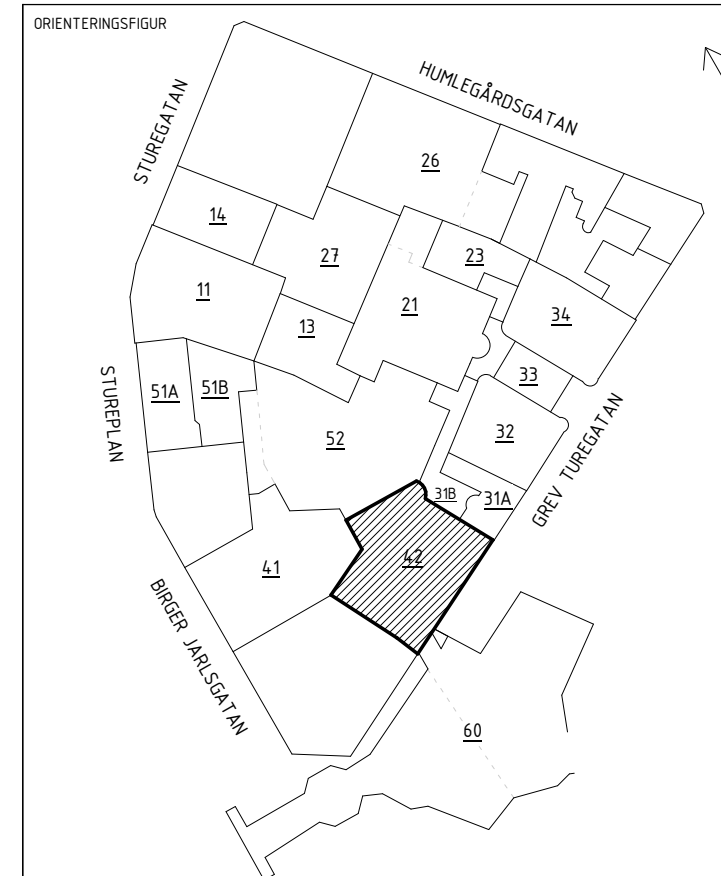 ORIENTERINGSFIGUR
HUMLEGÅRDSGATAN
STUREGATAN
26
14
23
27
11
21
34
13
33
51A
51B
STUREPLAN
32
52
GREV TUREGATAN
31B
31A
42
41
BIRGER JARLSGATAN
60